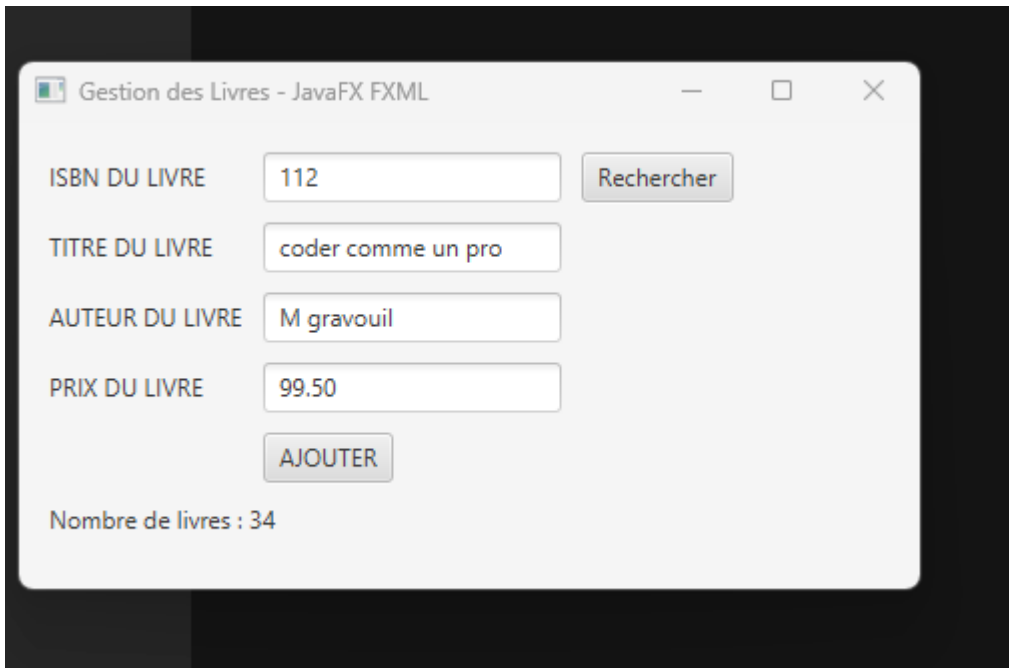 Gestion des Livres - JavaFX FXML
ISBN DU LIVRE 112 Rechercher
TITRE DU LIVRE coder comme un pro
AUTEUR DU LIVRE M gravouil
PRIX DU LIVRE 99.50
AJOUTER
Nombre de livres : 34